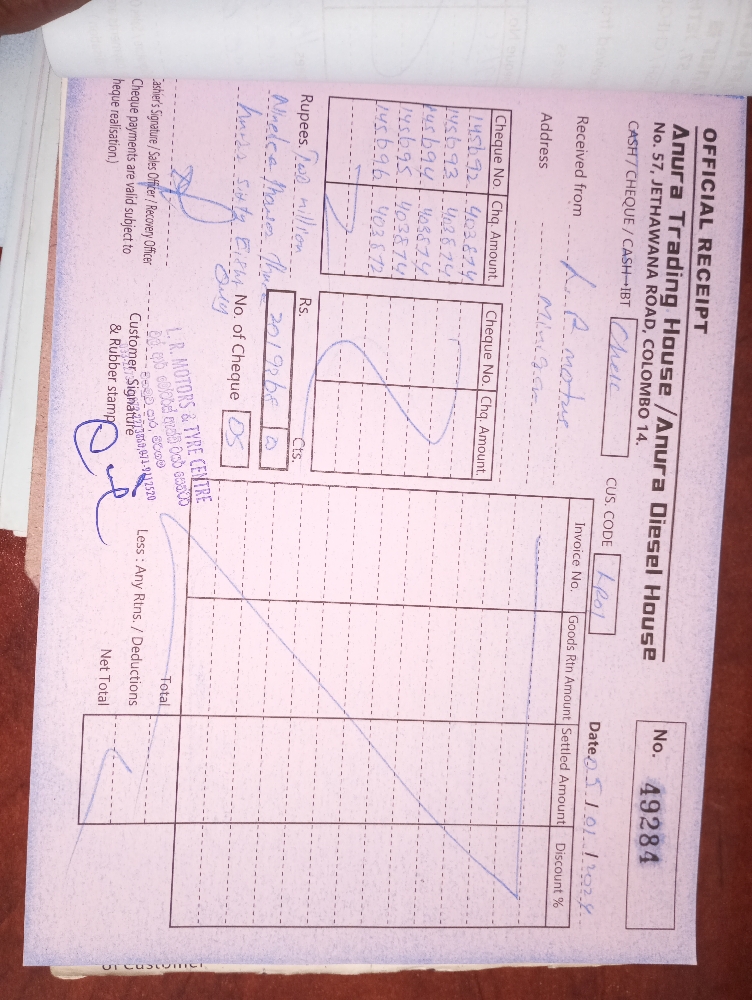 OFFICIAL RECEIPT
Anura Trading House / Anura Diesel House
No. 57, JETHAWANA ROAD, COLOMBO 14.
No. 49284
CASH / CHEQUE / CASH-IBT
CUS. CODE LR01
Date 05 / 01 / 2024
Received from L. R motors
Address
Cheque No. Chq. Amount. Cheque No. Chq. Amount.
145692 403874
145693 403874
145694 403874
145695 403874
145696 403872
Invoice No. Goods Rtn Amount Settled Amount Discount %
Rupees. Two million
Rs. Cts.
2019368
only No. of Cheque 05
L.R. MOTORS & TYRE CENTRE
Cashier's Signature / Sales Officer / Recovery Officer
Cheque payments are valid subject to
cheque realisation.)
Customer Signature
& Rubber stamp
Total
Less : Any Rtns. / Deductions
Net Total
of Customer